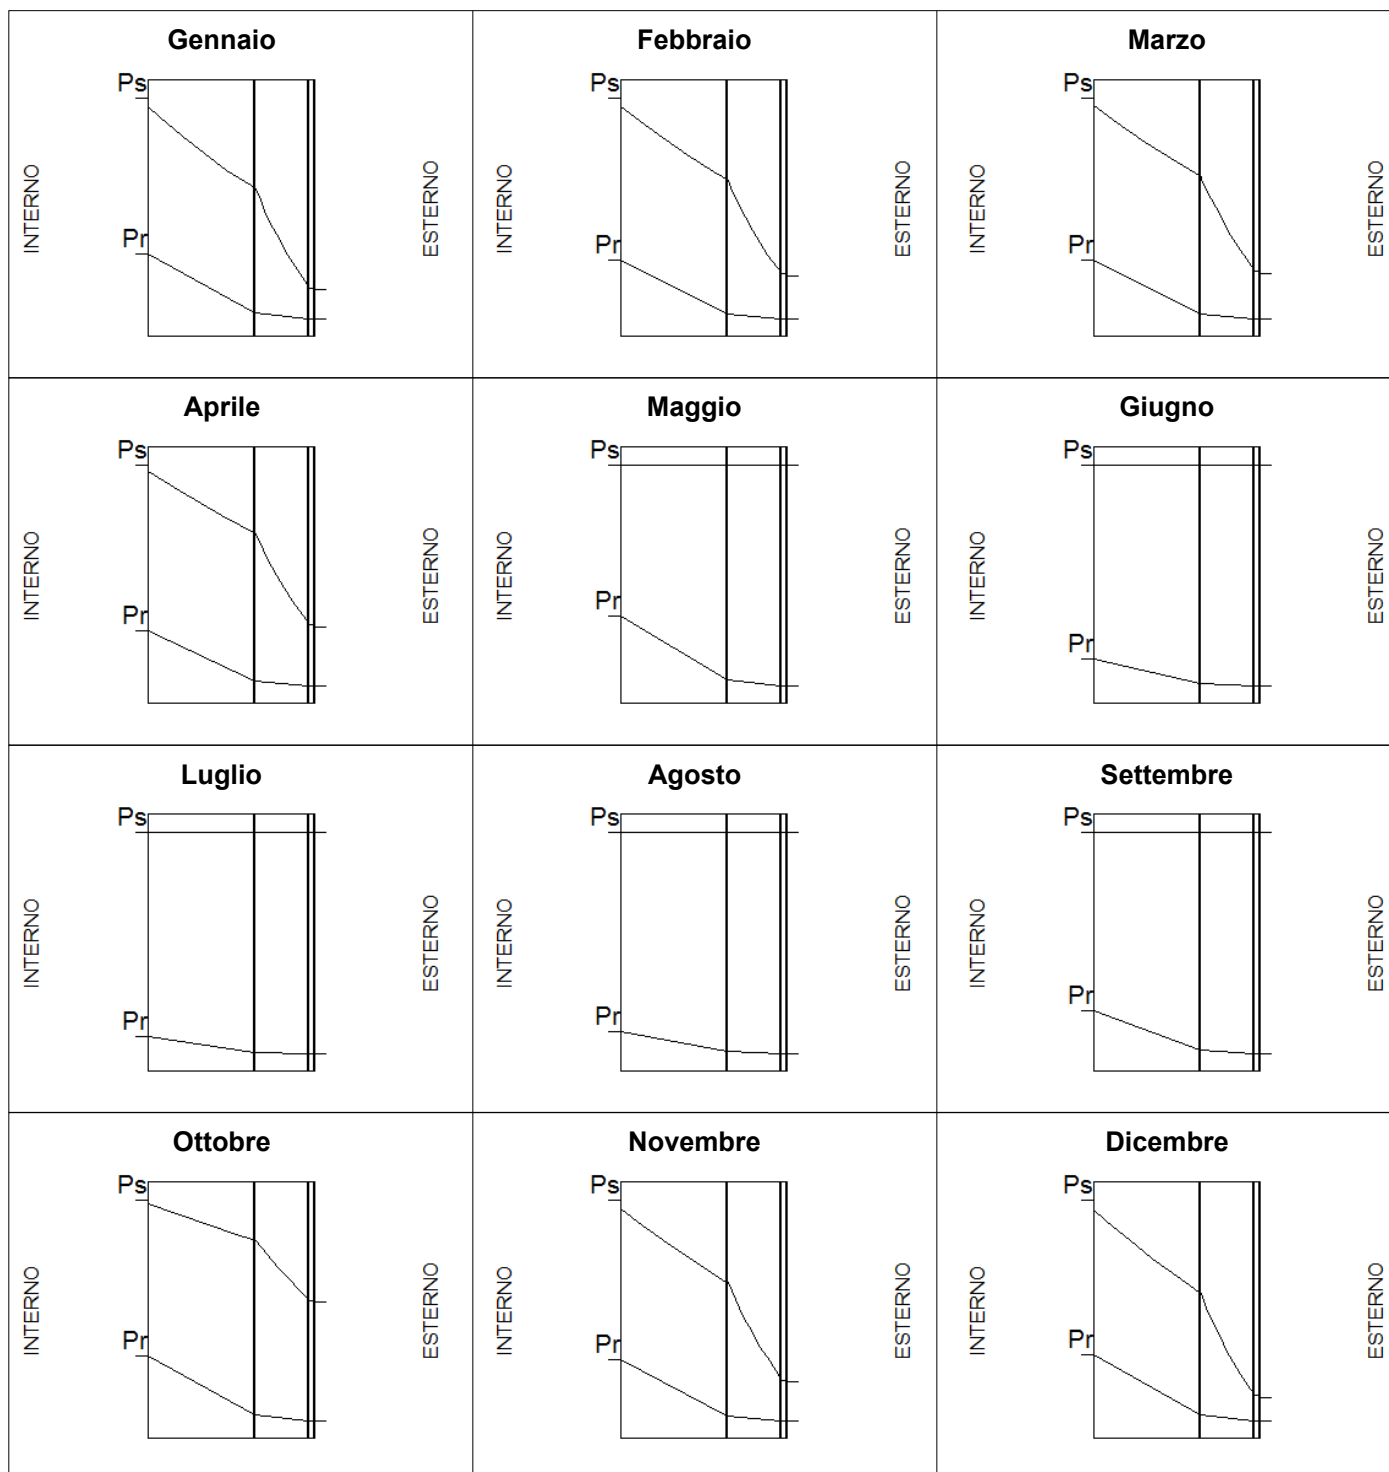 Gennaio
Febbraio
Marzo
Ps
Pr
INTERNO
ESTERNO
Ps
Pr
INTERNO
ESTERNO
Ps
Pr
INTERNO
ESTERNO
Aprile
Maggio
Giugno
Ps
Pr
INTERNO
ESTERNO
Ps
Pr
INTERNO
ESTERNO
Ps
Pr
INTERNO
ESTERNO
Luglio
Agosto
Settembre
Ps
Pr
INTERNO
ESTERNO
Ps
Pr
INTERNO
ESTERNO
Ps
Pr
INTERNO
ESTERNO
Ottobre
Novembre
Dicembre
Ps
Pr
INTERNO
ESTERNO
Ps
Pr
INTERNO
ESTERNO
Ps
Pr
INTERNO
ESTERNO